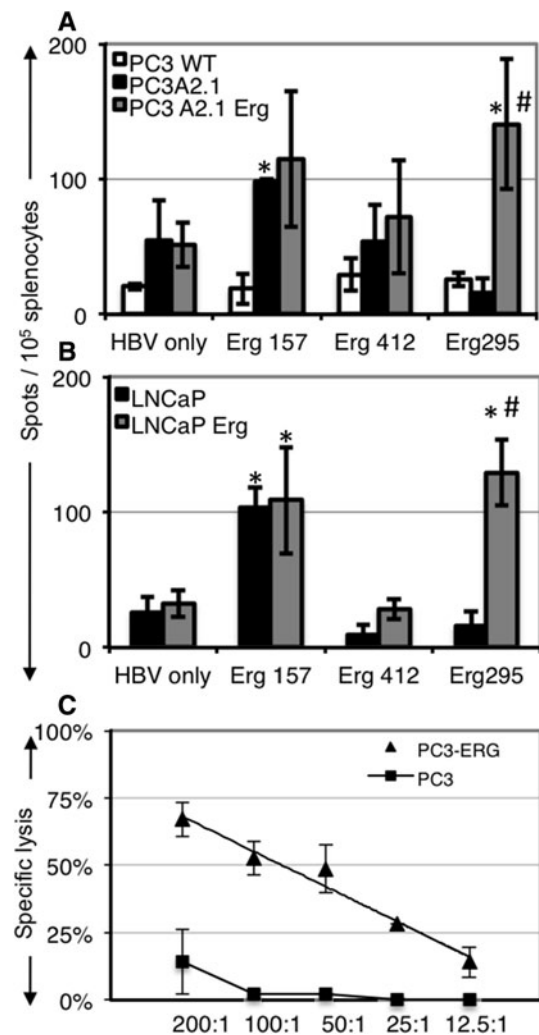 A
200
PC3 WT
PC3A2.1
PC3 A2.1 Erg
100
*
* #
0
HBV only Erg 157 Erg 412 Erg295
Spots / 10⁵ splenocytes
B
200
LNCaP
LNCaP Erg
100
* *
* #
0
HBV only Erg 157 Erg 412 Erg295
C
100%
PC3-ERG
PC3
75%
50%
25%
0%
Specific lysis
200:1 100:1 50:1 25:1 12.5:1